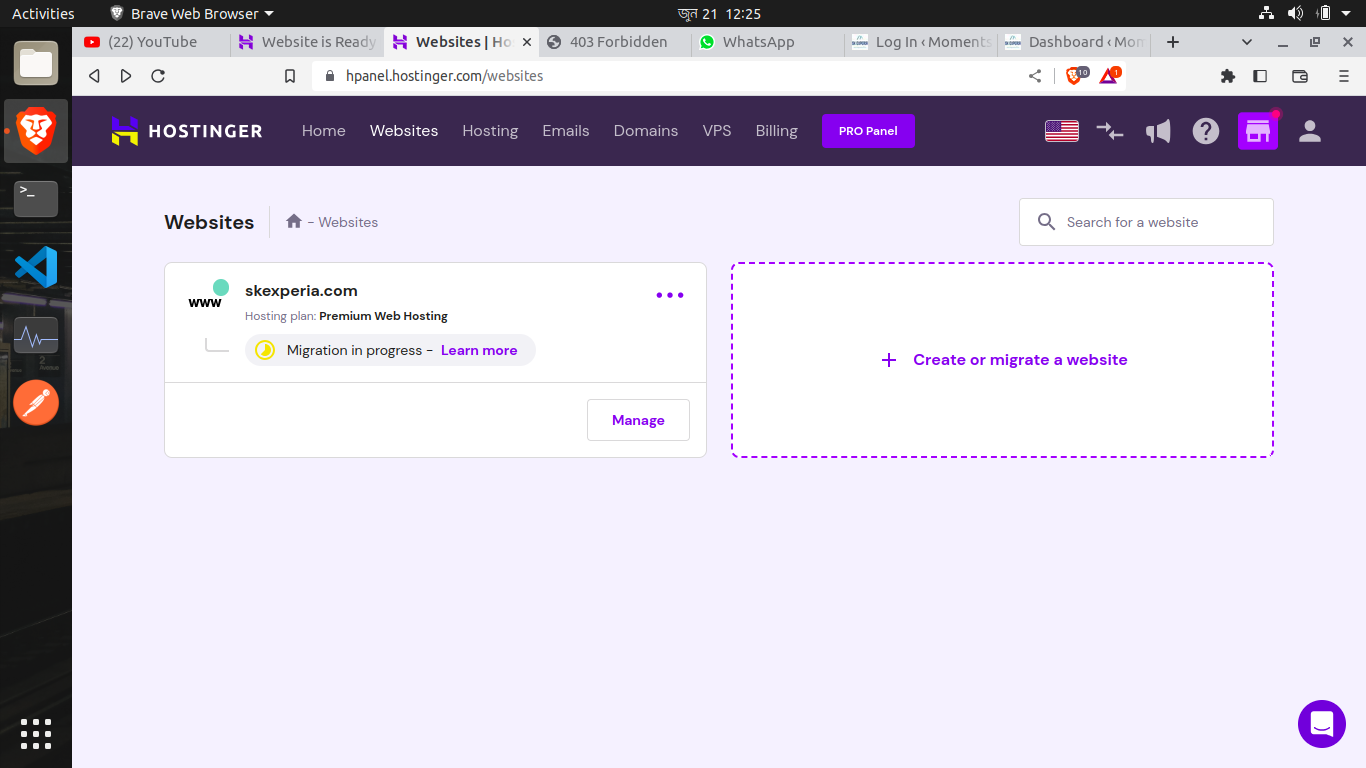 Activities
Brave Web Browser
জুন 21 12:25
(22) YouTube
Website is Ready
Websites | Ho
403 Forbidden
WhatsApp
Log In ‹ Moments
Dashboard ‹ Mom
hpanel.hostinger.com/websites
10
1
HOSTINGER
Home
Websites
Hosting
Emails
Domains
VPS
Billing
PRO Panel
Websites
- Websites
Search for a website
www
skexperia.com
Hosting plan: Premium Web Hosting
Migration in progress - Learn more
Manage
+ Create or migrate a website